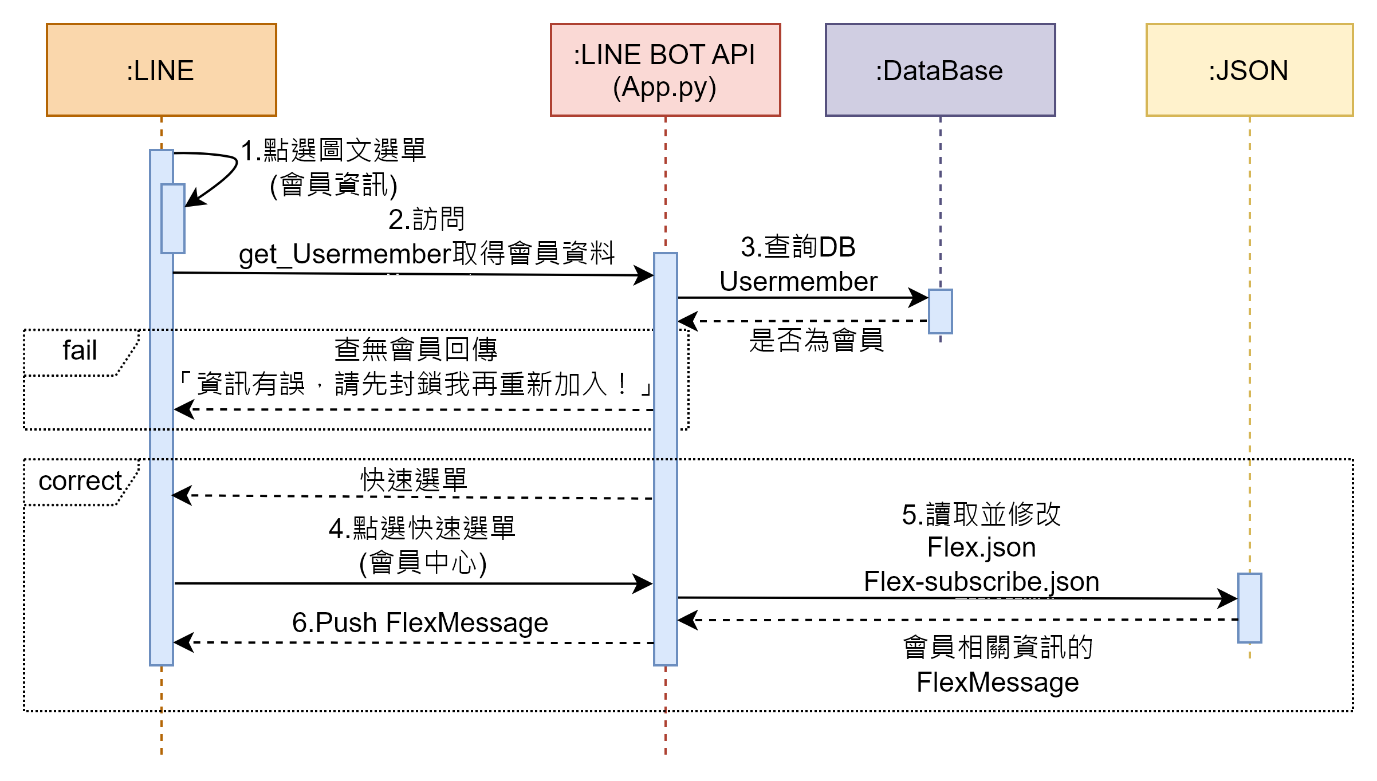 :LINE
:LINE BOT API
(App.py)
:DataBase
:JSON
1.點選圖文選單
(會員資訊)
2.訪問
get_Usermember取得會員資料
3.查詢DB
Usermember
是否為會員
fail
查無會員回傳
「資訊有誤，請先封鎖我再重新加入！」
correct
快速選單
4.點選快速選單
(會員中心)
5.讀取並修改
Flex.json
Flex-subscribe.json
6.Push FlexMessage
會員相關資訊的
FlexMessage